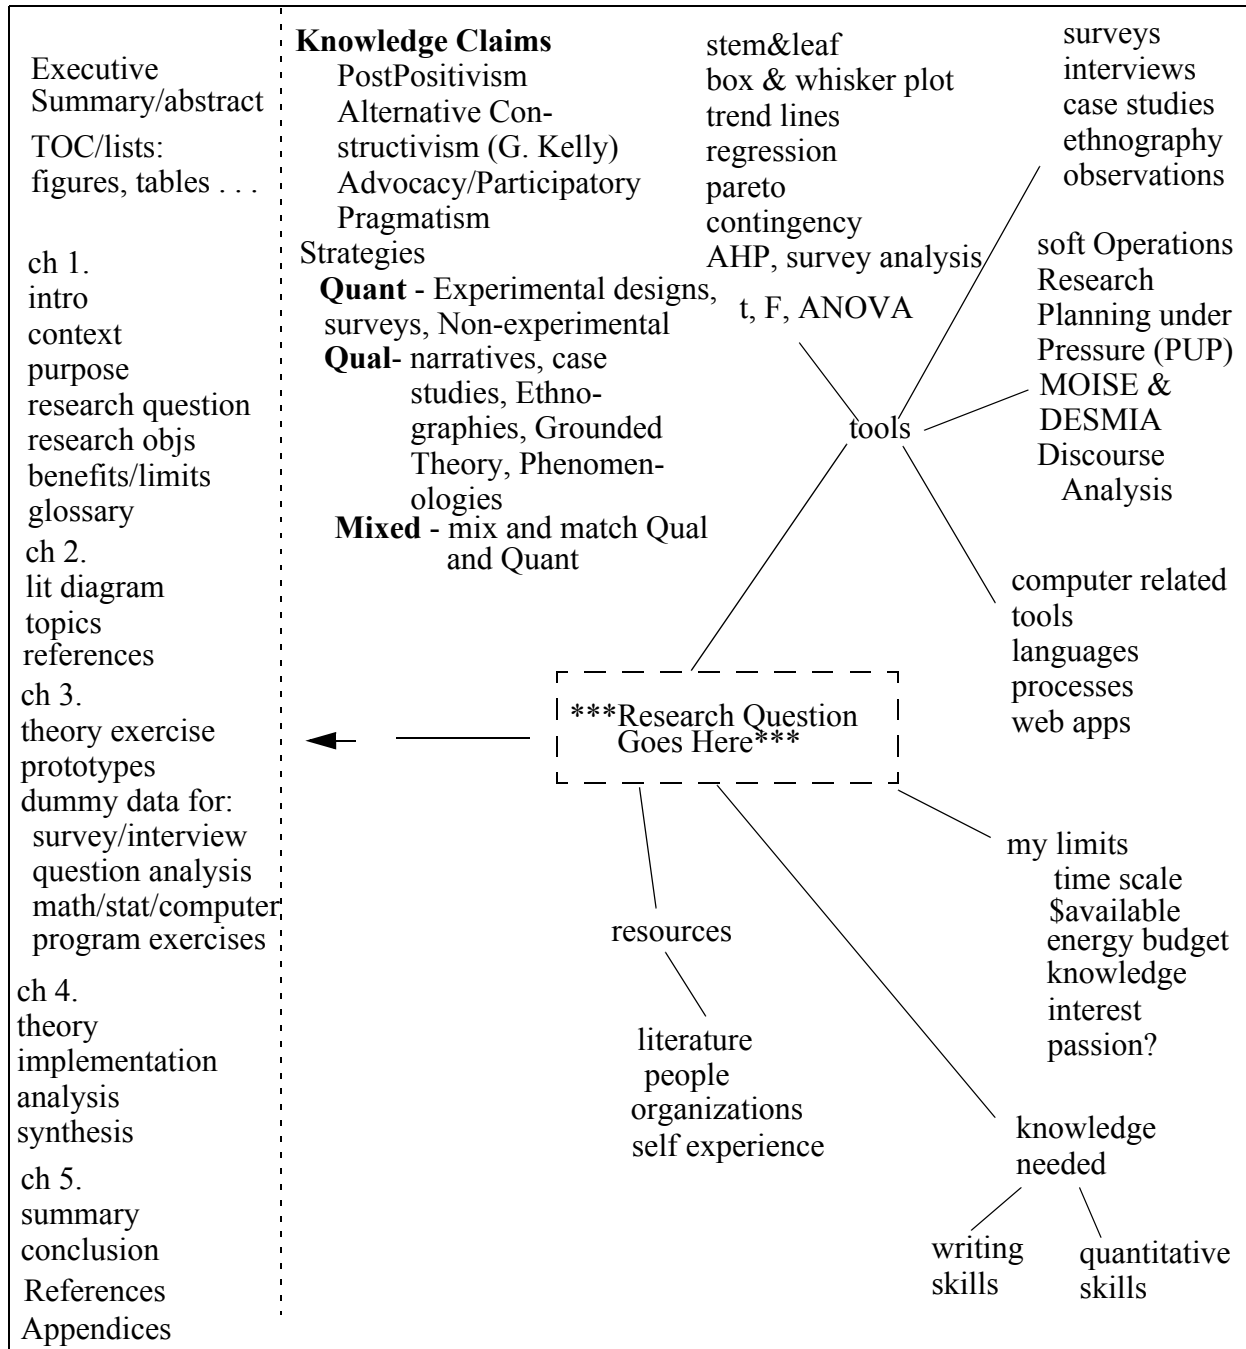 Executive
Summary/abstract
TOC/lists:
figures, tables . . .
ch 1.
intro
context
purpose
research question
research objs
benefits/limits
glossary
ch 2.
lit diagram
topics
references
ch 3.
theory exercise
prototypes
dummy data for:
survey/interview
question analysis
math/stat/computer
program exercises
ch 4.
theory
implementation
analysis
synthesis
ch 5.
summary
conclusion
References
Appendices
Knowledge Claims
PostPositivism
Alternative Con-
structivism (G. Kelly)
Advocacy/Participatory
Pragmatism
Strategies
Quant - Experimental designs,
surveys, Non-experimental
Qual- narratives, case
studies, Ethno-
graphies, Grounded
Theory, Phenomen-
ologies
Mixed - mix and match Qual
and Quant
stem&leaf
box & whisker plot
trend lines
regression
pareto
contingency
AHP, survey analysis
t, F, ANOVA
surveys
interviews
case studies
ethnography
observations
soft Operations
Research
Planning under
Pressure (PUP)
MOISE &
DESMIA
Discourse
Analysis
tools
computer related
tools
languages
processes
web apps
***Research Question
Goes Here***
my limits
time scale
$available
energy budget
knowledge
interest
passion?
resources
literature
people
organizations
self experience
knowledge
needed
writing
skills
quantitative
skills